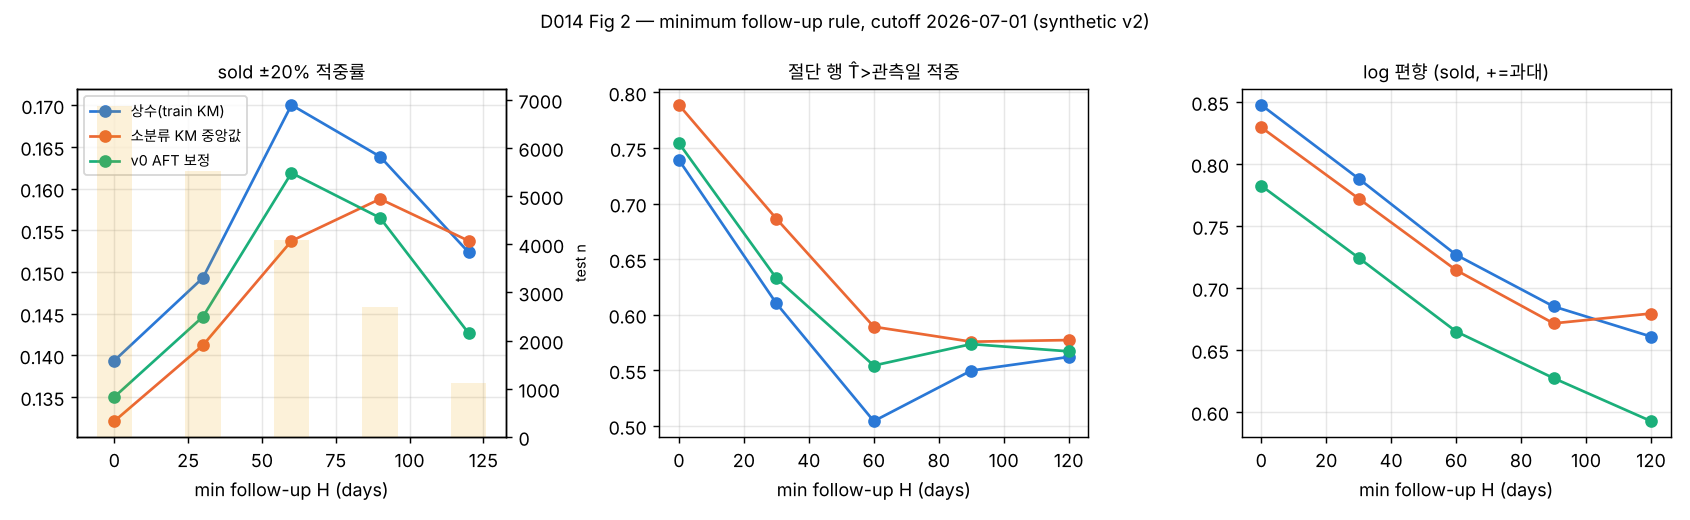 D014 Fig 2 — minimum follow-up rule, cutoff 2026-07-01 (synthetic v2)
sold ±20% 적중률
상수(train KM)
소분류 KM 중앙값
v0 AFT 보정
0.170
0.165
0.160
0.155
0.150
0.145
0.140
0.135
7000
6000
5000
4000
3000
2000
1000
0
test n
0 25 50 75 100 125
min follow-up H (days)
절단 행 T̂>관측일 적중
0.80
0.75
0.70
0.65
0.60
0.55
0.50
0 20 40 60 80 100 120
min follow-up H (days)
log 편향 (sold, +=과대)
0.85
0.80
0.75
0.70
0.65
0.60
0 20 40 60 80 100 120
min follow-up H (days)